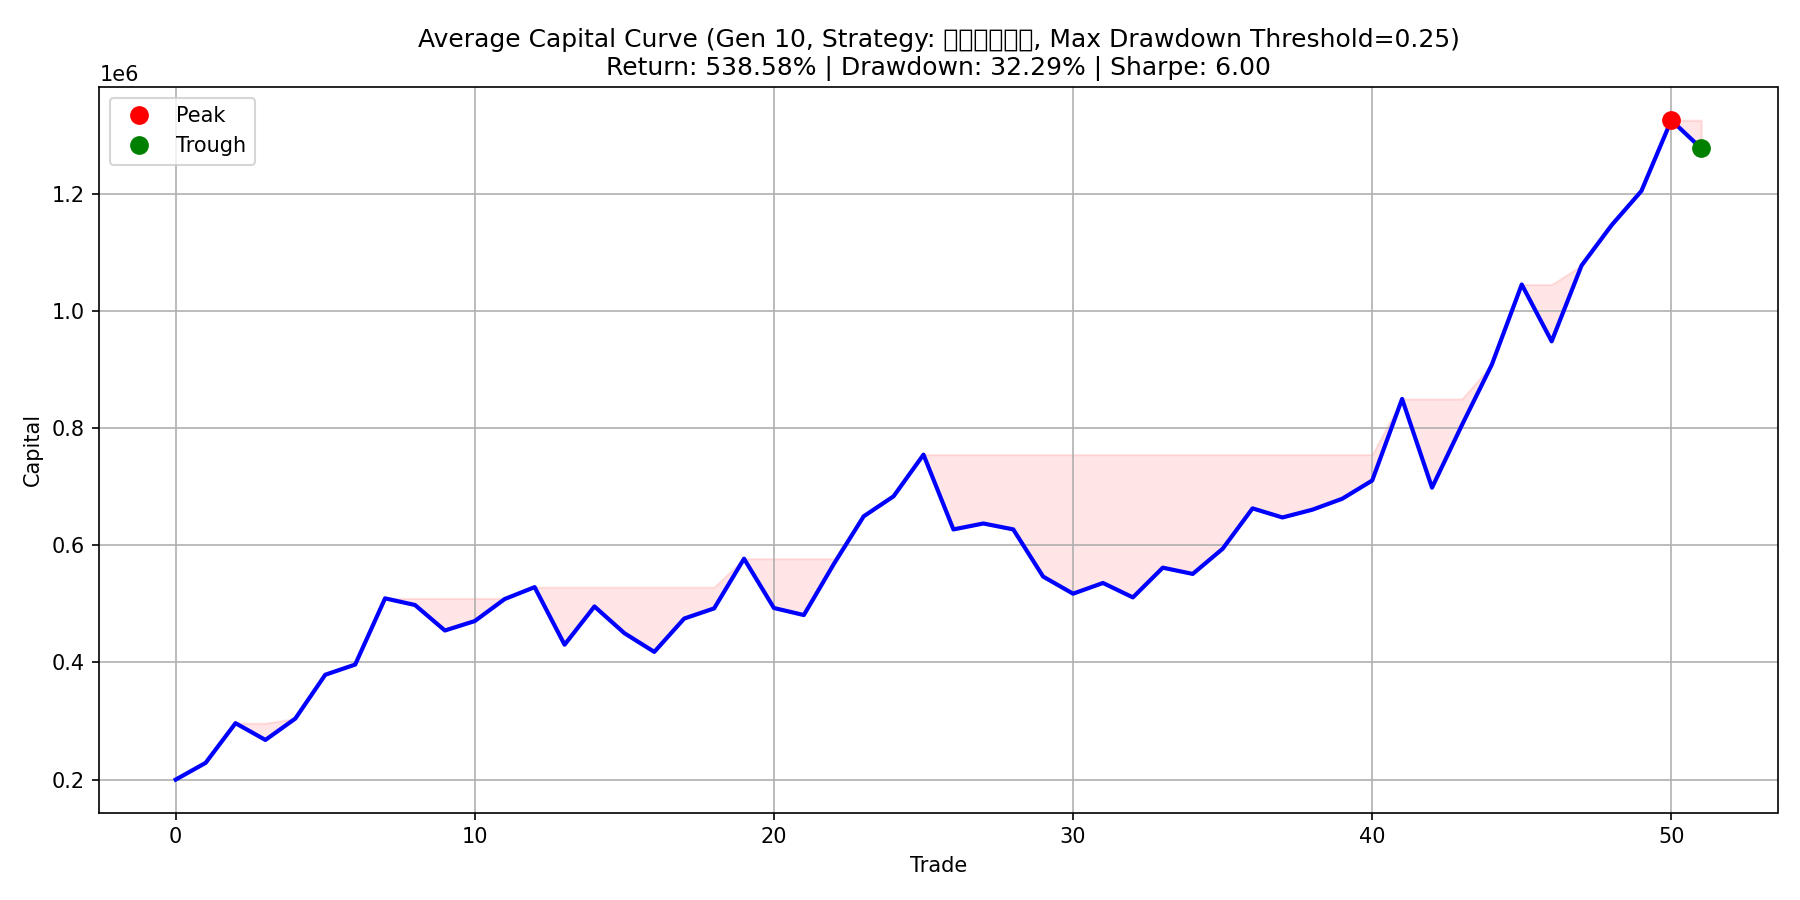 Average Capital Curve (Gen 10, Strategy: □□□□□□, Max Drawdown Threshold=0.25)
Return: 538.58% | Drawdown: 32.29% | Sharpe: 6.00
1e6
Peak
Trough
1.2
1.0
0.8
0.6
0.4
0.2
Capital
0
10
20
30
40
50
Trade